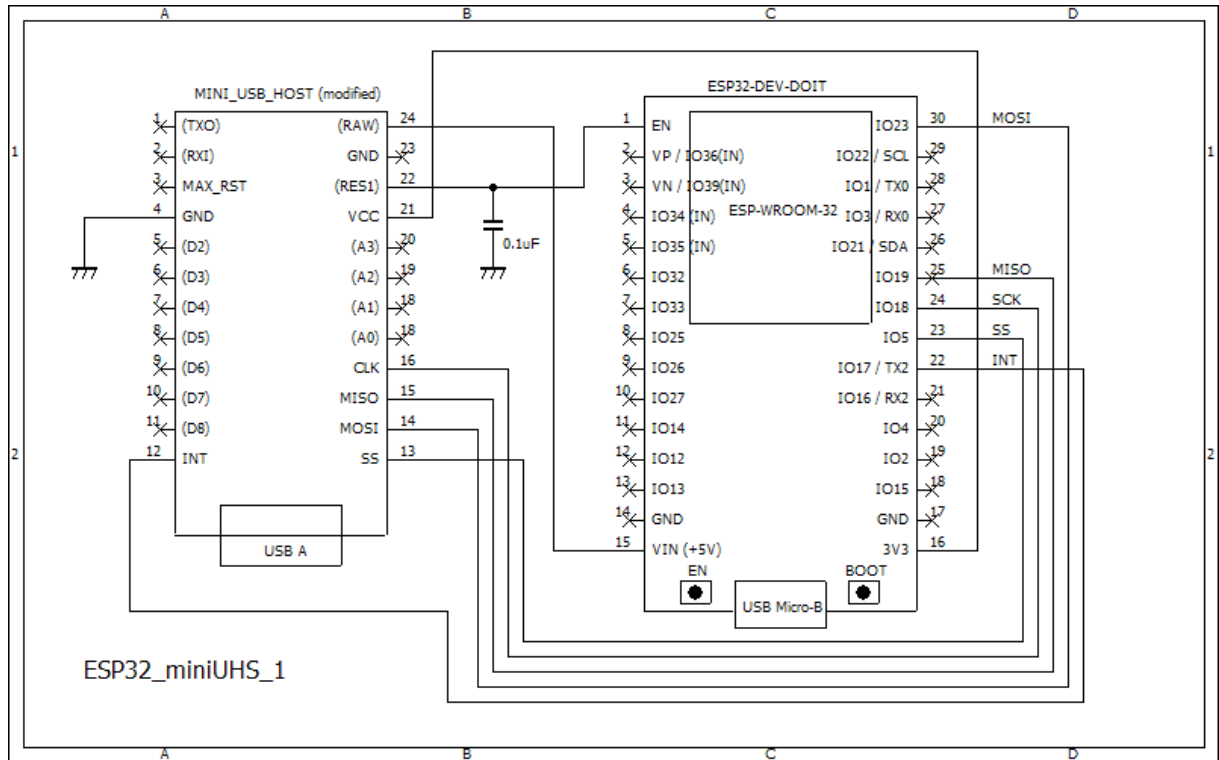 A B C D
MINI_USB_HOST (modified)
1 (TXO) (RAW) 24
2 (RXI) GND 23
3 MAX_RST (RES1) 22
4 GND VCC 21
5 (D2) (A3) 20
6 (D3) (A2) 19
7 (D4) (A1) 18
8 (D5) (A0) 18
9 (D6) CLK 16
10 (D7) MISO 15
11 (D8) MOSI 14
12 INT SS 13
USB A
0.1uF
ESP32-DEV-DOIT
ESP-WROOM-32
1 EN IO23 30 MOSI
2 VP / IO36(IN) IO22 / SCL 29
3 VN / IO39(IN) IO1 / TX0 28
4 IO34 (IN) IO3 / RX0 27
5 IO35 (IN) IO21 / SDA 26
6 IO32 IO19 25 MISO
7 IO33 IO18 24 SCK
8 IO25 IO5 23 SS
9 IO26 IO17 / TX2 22 INT
10 IO27 IO16 / RX2 21
11 IO14 IO4 20
12 IO12 IO2 19
13 IO13 IO15 18
14 GND GND 17
15 VIN (+5V) 3V3 16
EN BOOT
USB Micro-B
ESP32_miniUHS_1
1 1
2 2
A B C D